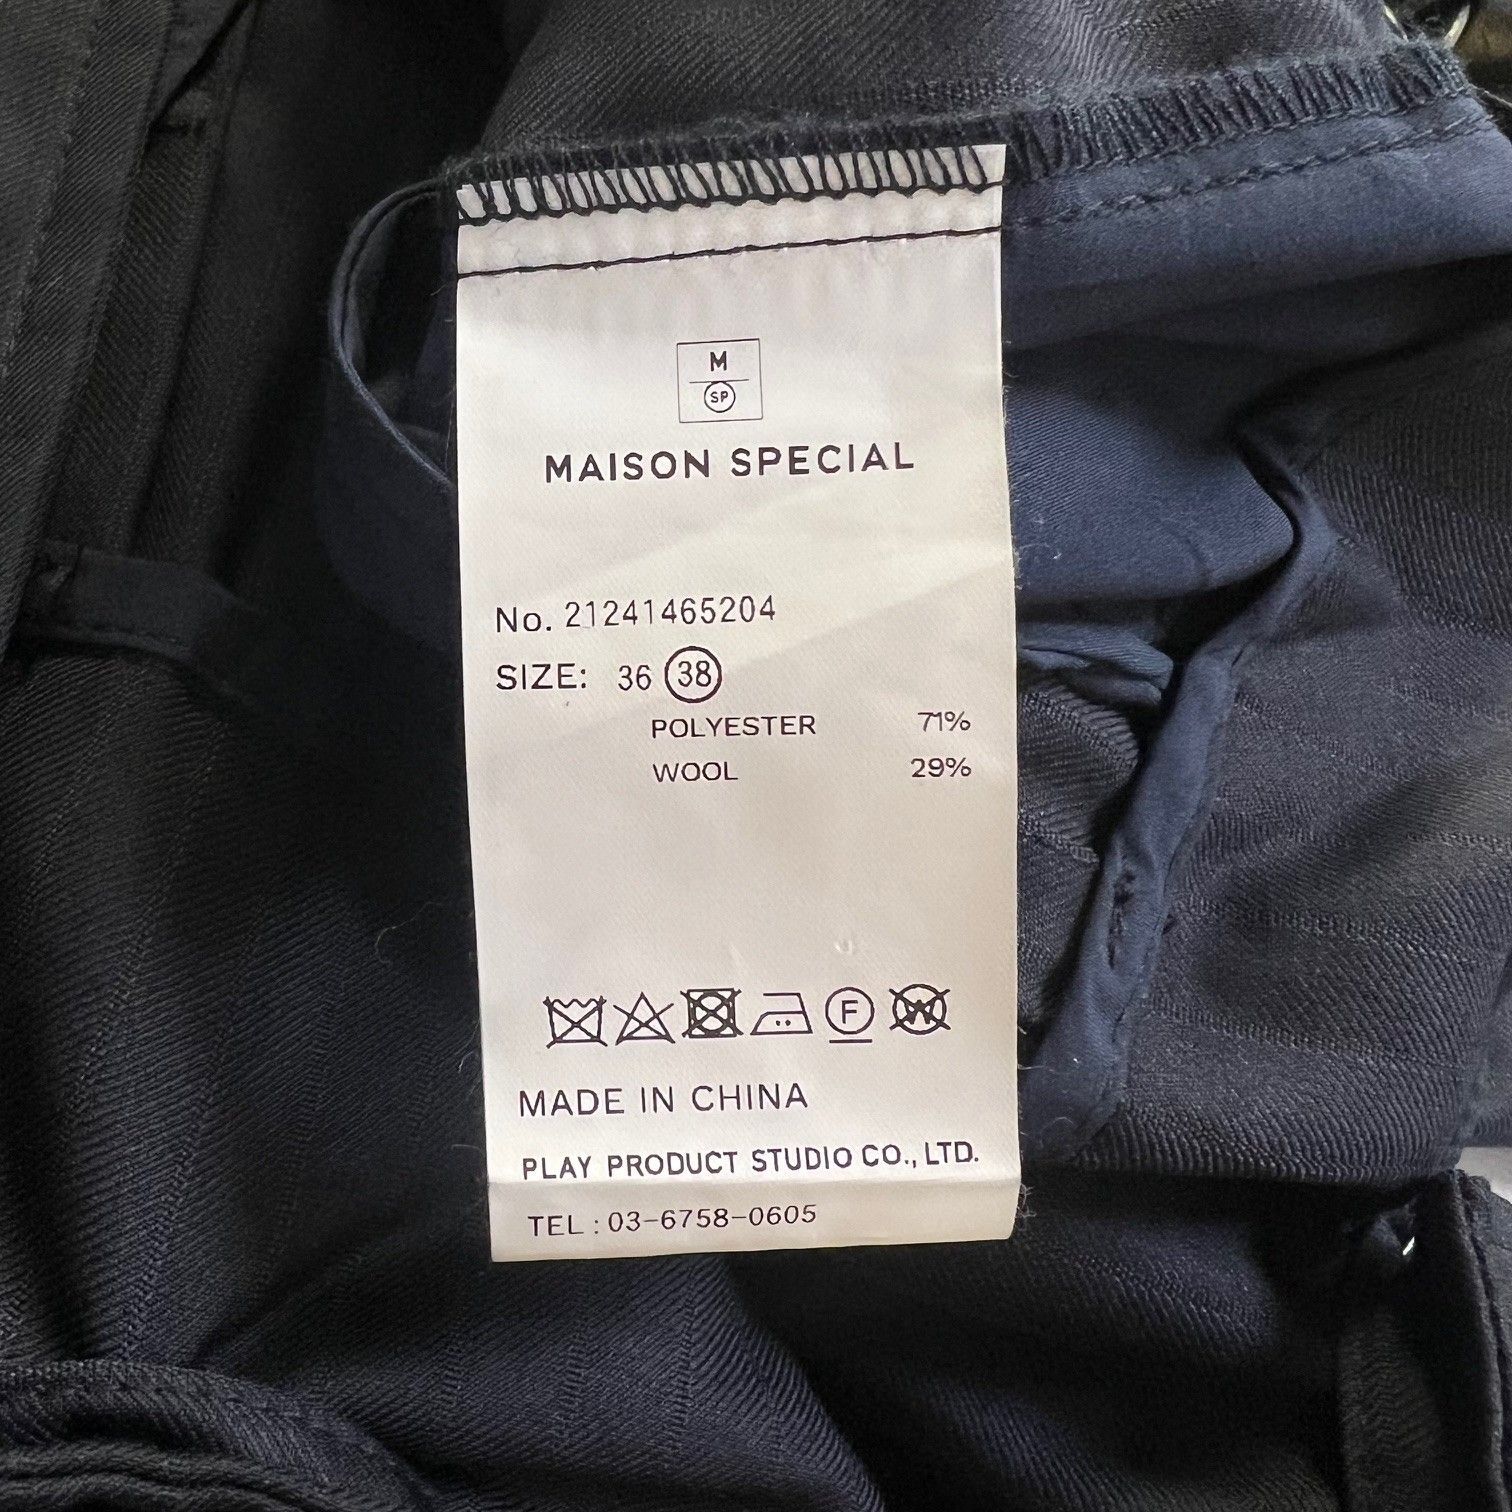 M
SP
MAISON SPECIAL
No. 21241465204
SIZE: 36 38
POLYESTER 71%
WOOL 29%
F W
MADE IN CHINA
PLAY PRODUCT STUDIO CO., LTD.
TEL : 03-6758-0605